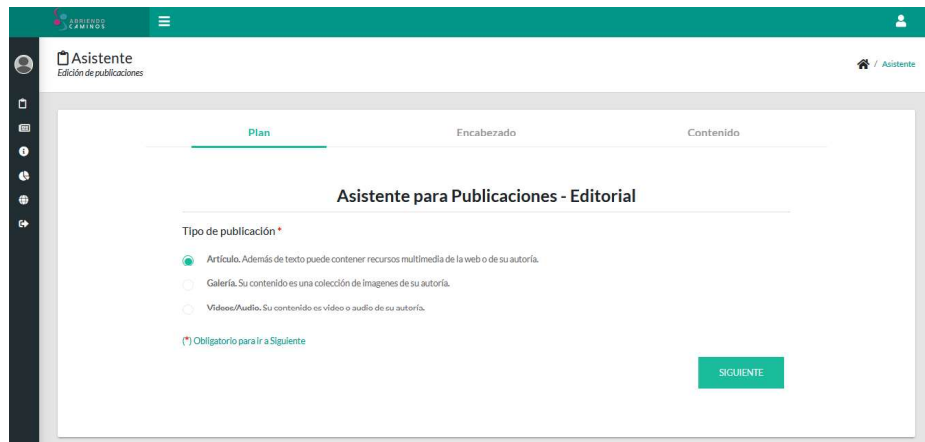 ABRIENDO
CAMINOS
Asistente
Edición de publicaciones
/ Asistente
Plan
Encabezado
Contenido
Asistente para Publicaciones - Editorial
Tipo de publicación *
Artículo. Además de texto puede contener recursos multimedia de la web o de su autoría.
Galería. Su contenido es una colección de imagenes de su autoría.
Videos/Audio. Su contenido es video o audio de su autoría.
(*) Obligatorio para ir a Siguiente
SIGUIENTE